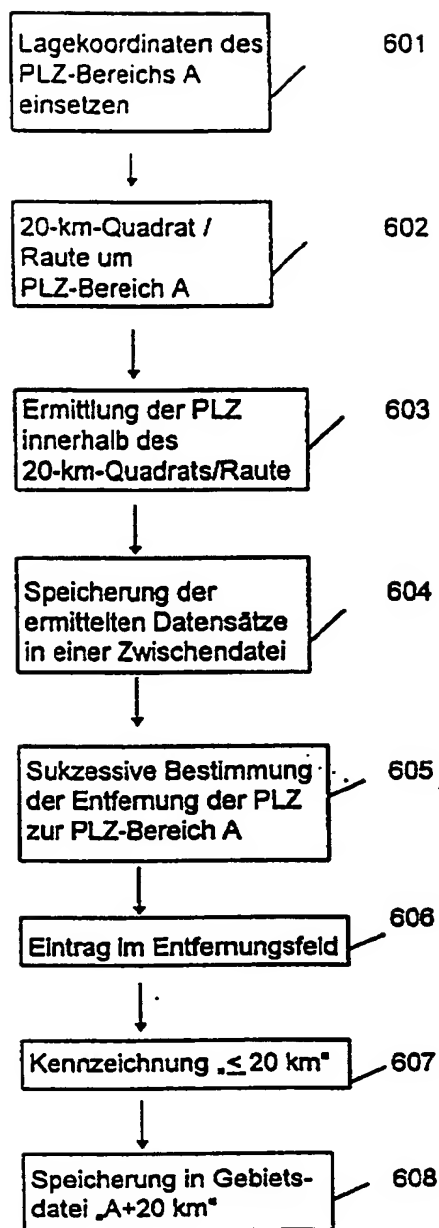 Lagekoordinaten des
PLZ-Bereichs A
einsetzen
601
20-km-Quadrat /
Raute um
PLZ-Bereich A
602
Ermittlung der PLZ
innerhalb des
20-km-Quadrats/Raute
603
Speicherung der
ermittelten Datensätze
in einer Zwischendatei
604
Sukzessive Bestimmung
der Entfernung der PLZ
zur PLZ-Bereich A
605
Eintrag im Entfernungsfeld
606
Kennzeichnung „≤ 20 km“
607
Speicherung in Gebiets-
datei „A+20 km“
608